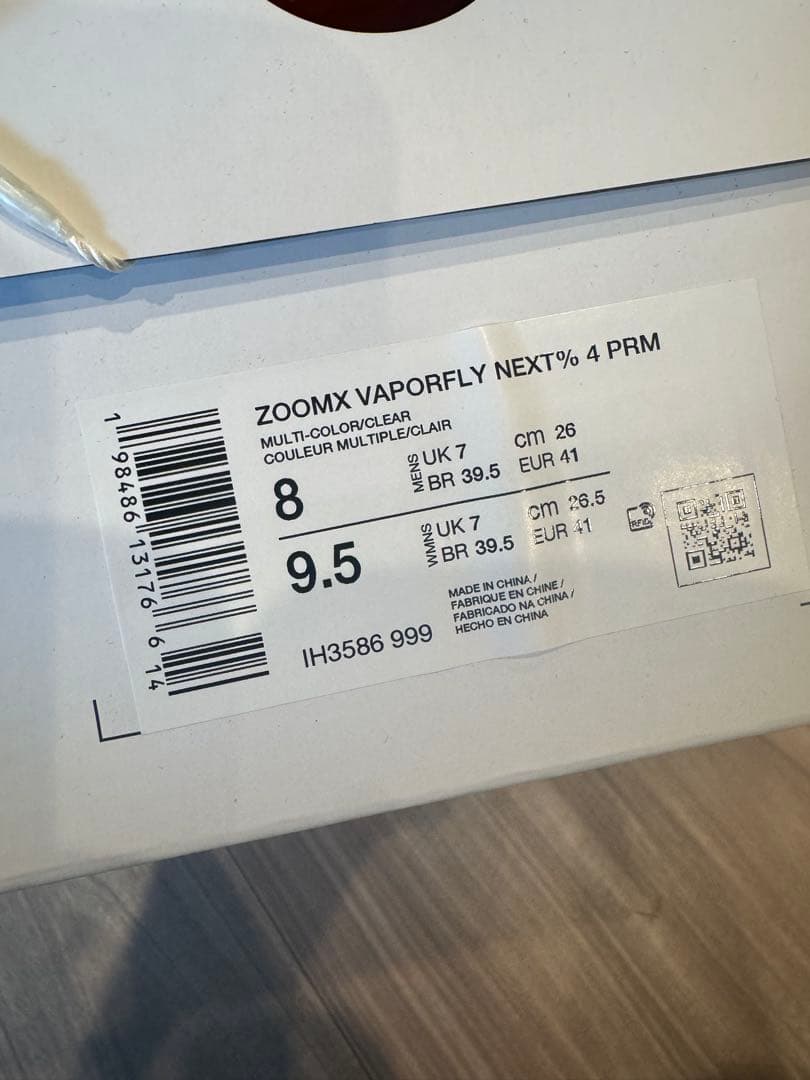 ZOOMX VAPORFLY NEXT% 4 PRM
MULTI-COLOR/CLEAR
COULEUR MULTIPLE/CLAIR
8
MENS
UK 7 cm 26
BR 39.5 EUR 41
9.5
WMNS
UK 7 cm 26.5
BR 39.5 EUR 41
RFID
IH3586 999
MADE IN CHINA /
FABRIQUE EN CHINE /
FABRICADO NA CHINA /
HECHO EN CHINA
1 98486 13176 6 14